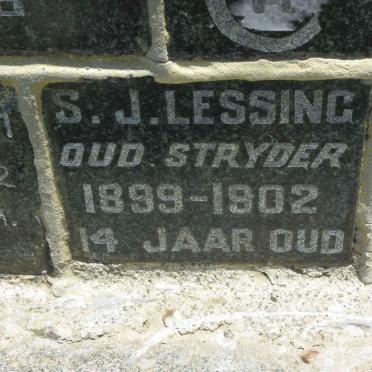 S. J. LESSING
OUD STRYDER
1899-1902
14 JAAR OUD